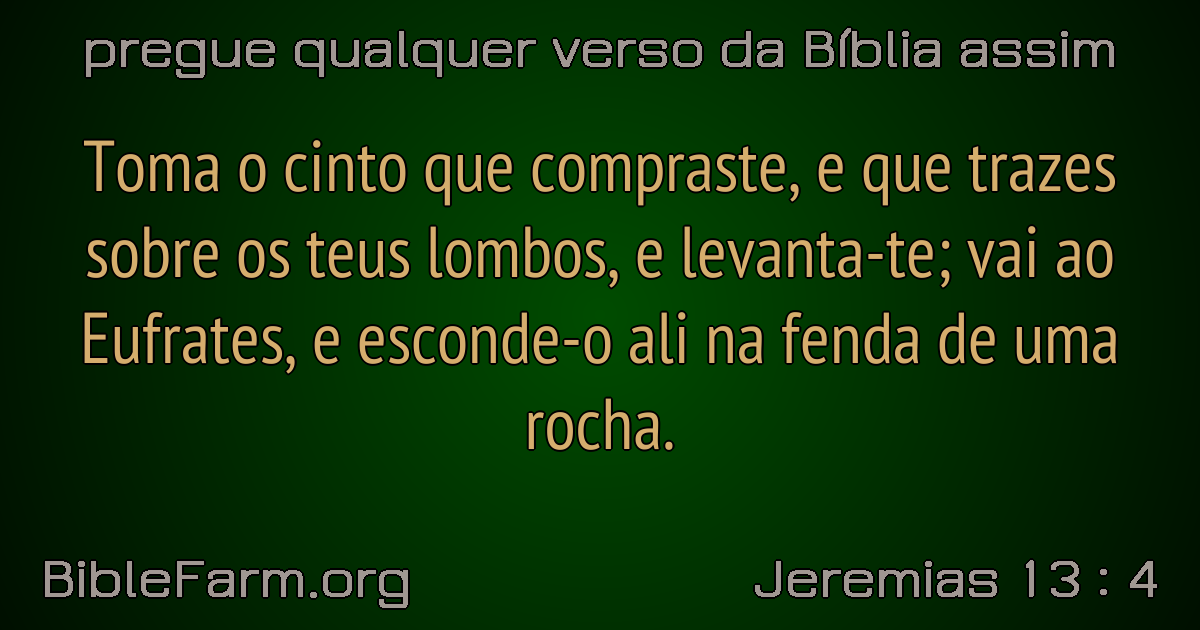 pregue qualquer verso da Bíblia assim
Toma o cinto que compraste, e que trazes
sobre os teus lombos, e levanta-te; vai ao
Eufrates, e esconde-o ali na fenda de uma
rocha.
BibleFarm.org
Jeremias 13 : 4